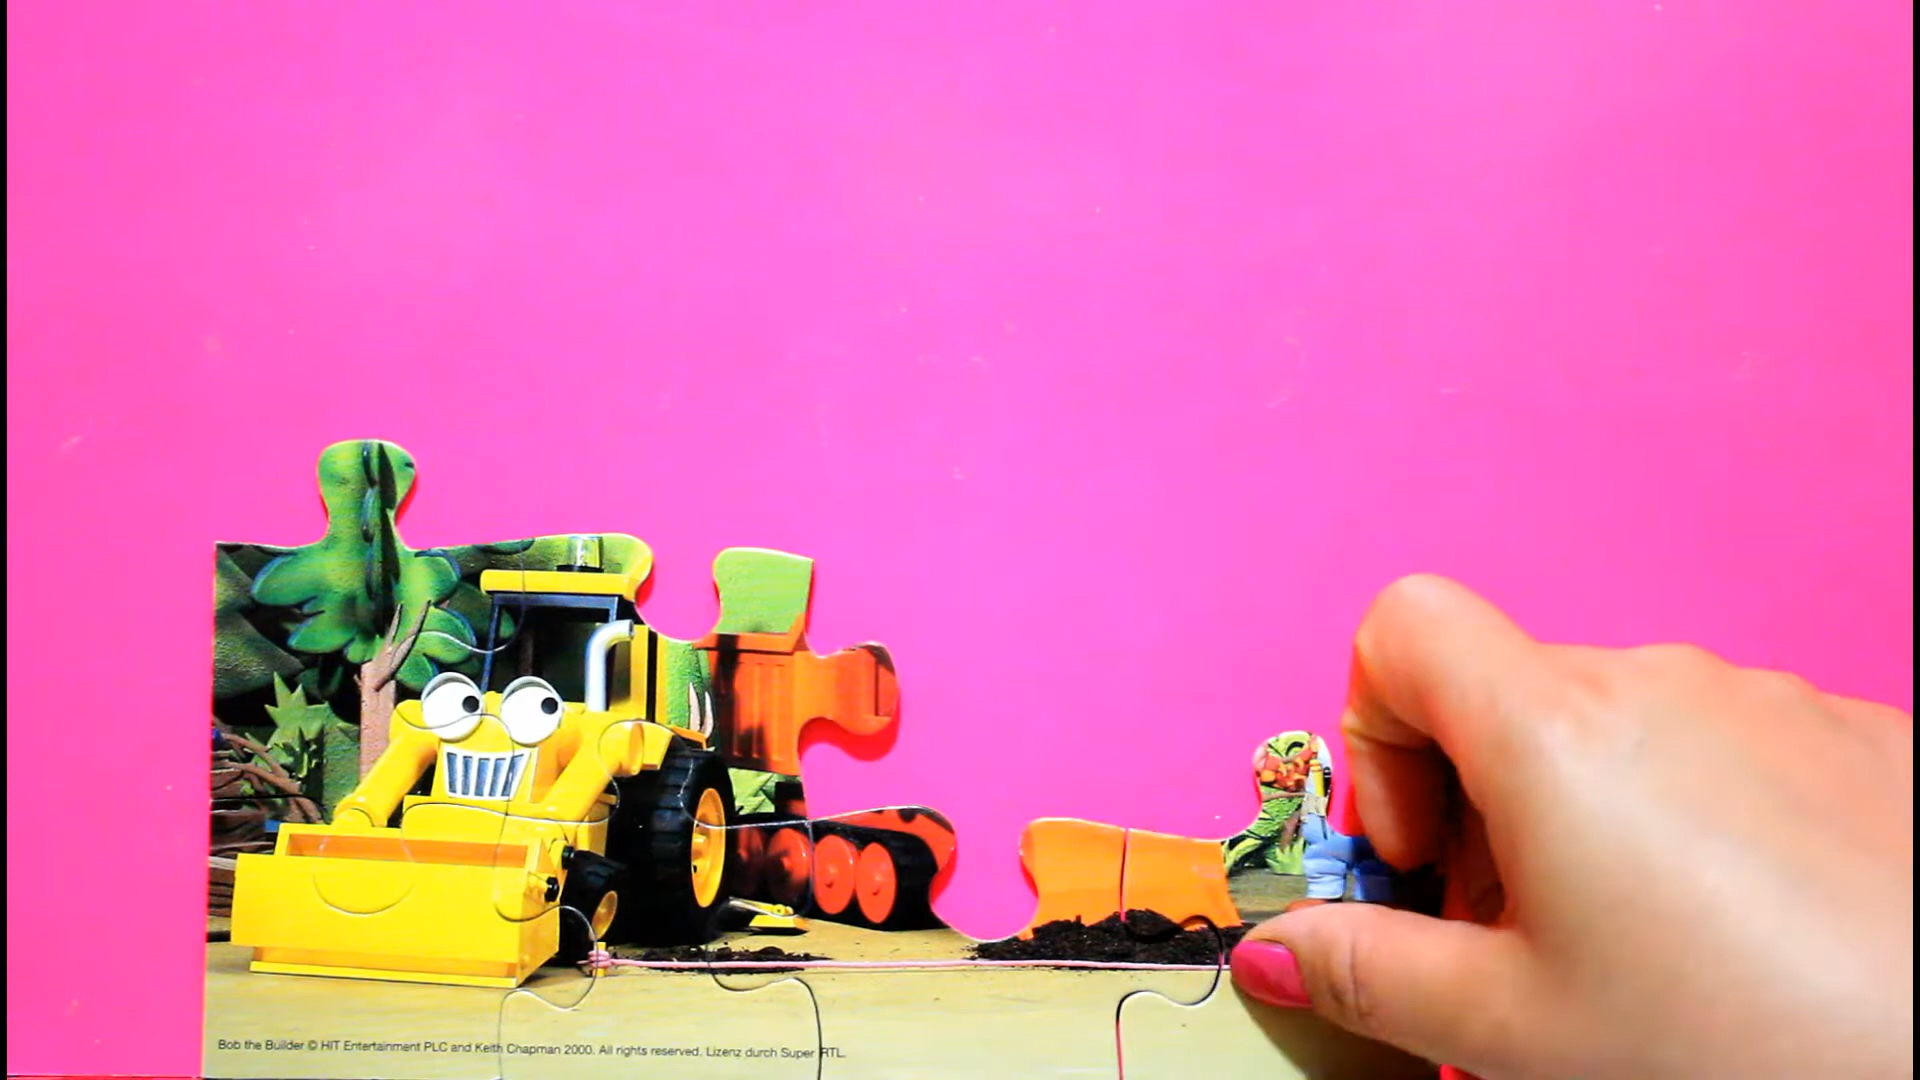 Bob the Builder © HIT Entertainment PLC and Keith Chapman 2000. All rights reserved. Lizenz durch Super RTL.